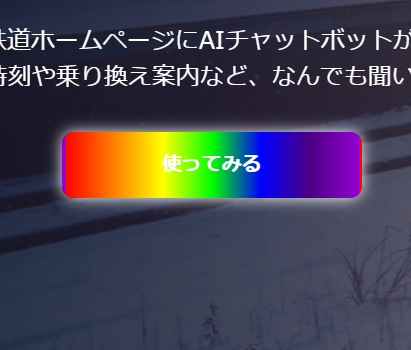 鉄道ホームページにAIチャットボットが
時刻や乗り換え案内など、なんでも聞い
使ってみる